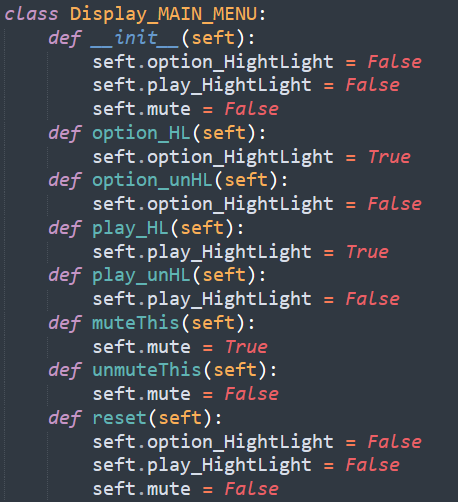 class Display_MAIN_MENU:
    def __init__(seft):
        seft.option_HightLight = False
        seft.play_HightLight = False
        seft.mute = False
    def option_HL(seft):
        seft.option_HightLight = True
    def option_unHL(seft):
        seft.option_HightLight = False
    def play_HL(seft):
        seft.play_HightLight = True
    def play_unHL(seft):
        seft.play_HightLight = False
    def muteThis(seft):
        seft.mute = True
    def unmuteThis(seft):
        seft.mute = False
    def reset(seft):
        seft.option_HightLight = False
        seft.play_HightLight = False
        seft.mute = False